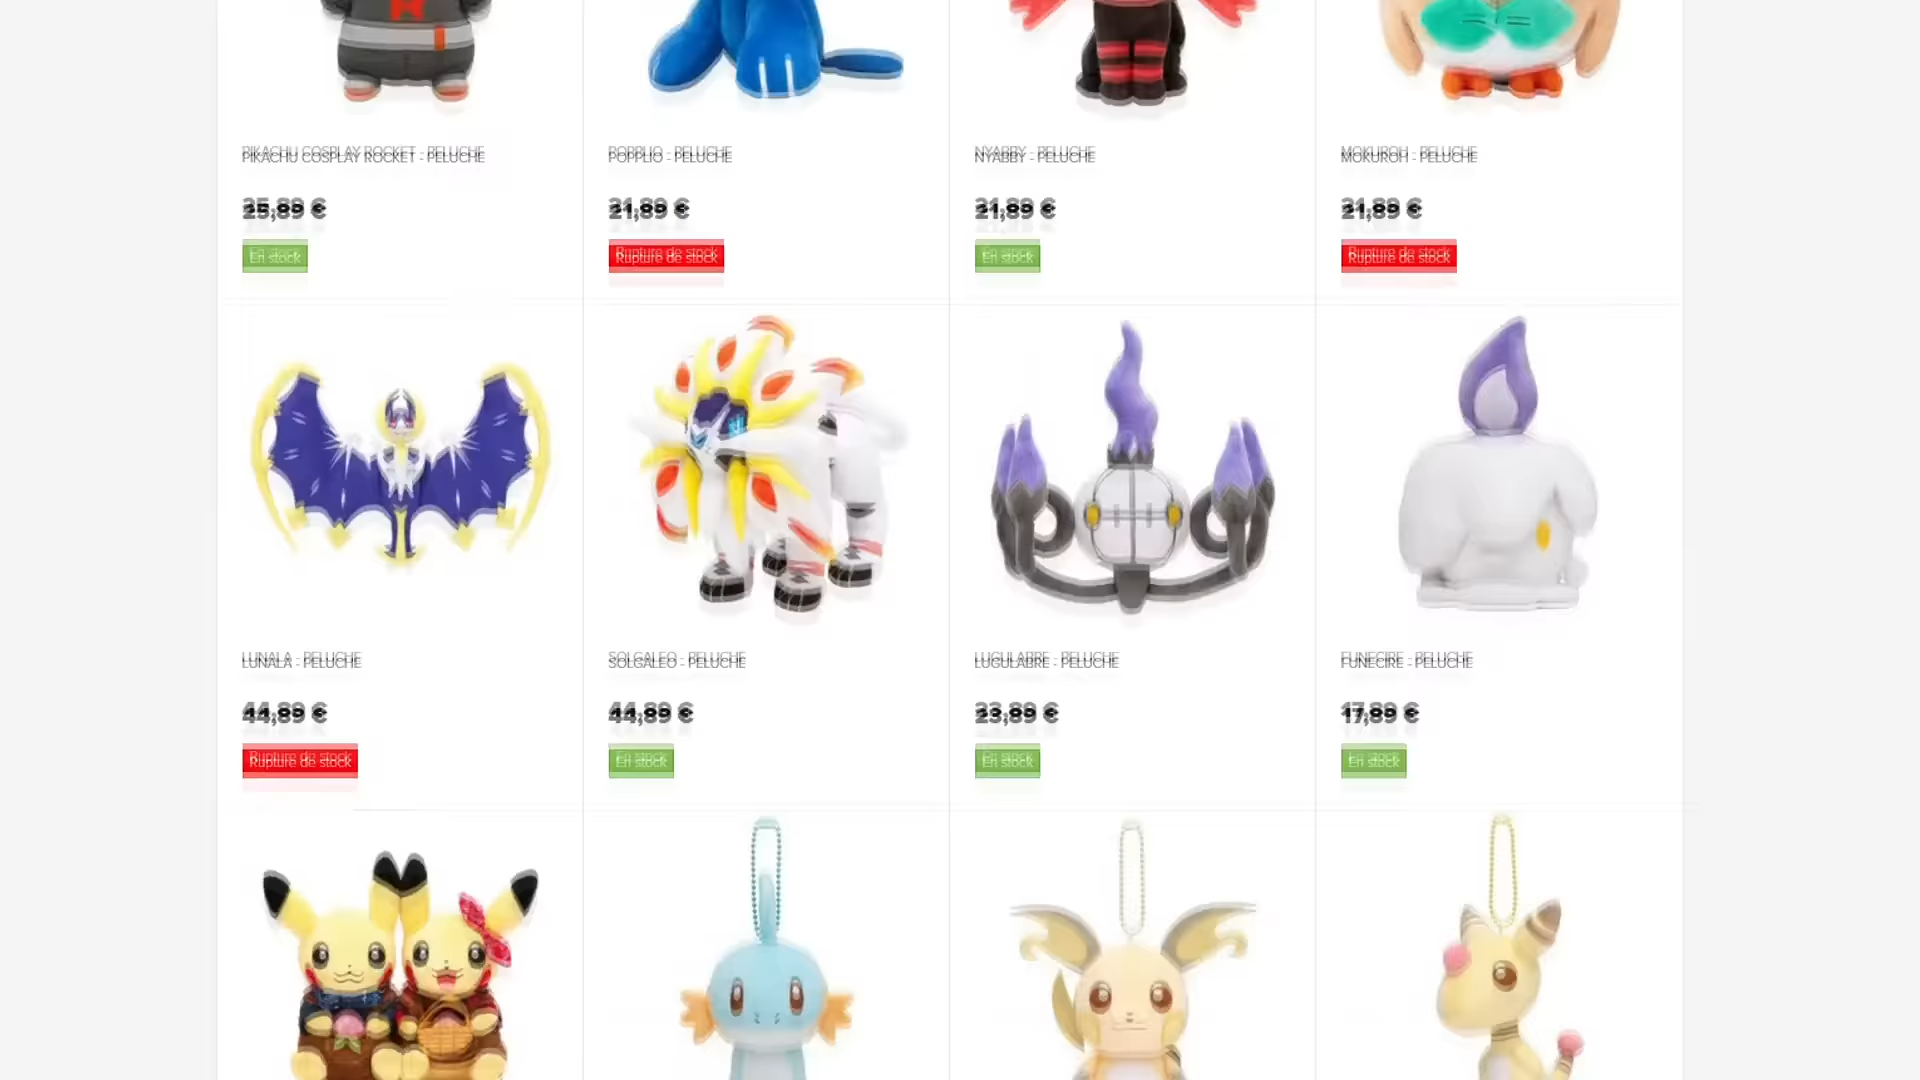 PIKACHU COSPLAY ROCKET - PELUCHE
POPPLIO - PELUCHE
NYABBY - PELUCHE
MOKUROH - PELUCHE
25,89 €
21,89 €
21,89 €
21,89 €
En stock
Rupture de stock
En stock
Rupture de stock
LUNALA - PELUCHE
SOLGALEO - PELUCHE
LUGULABRE - PELUCHE
FUNECIRE - PELUCHE
44,89 €
44,89 €
23,89 €
17,89 €
Rupture de stock
En stock
En stock
En stock